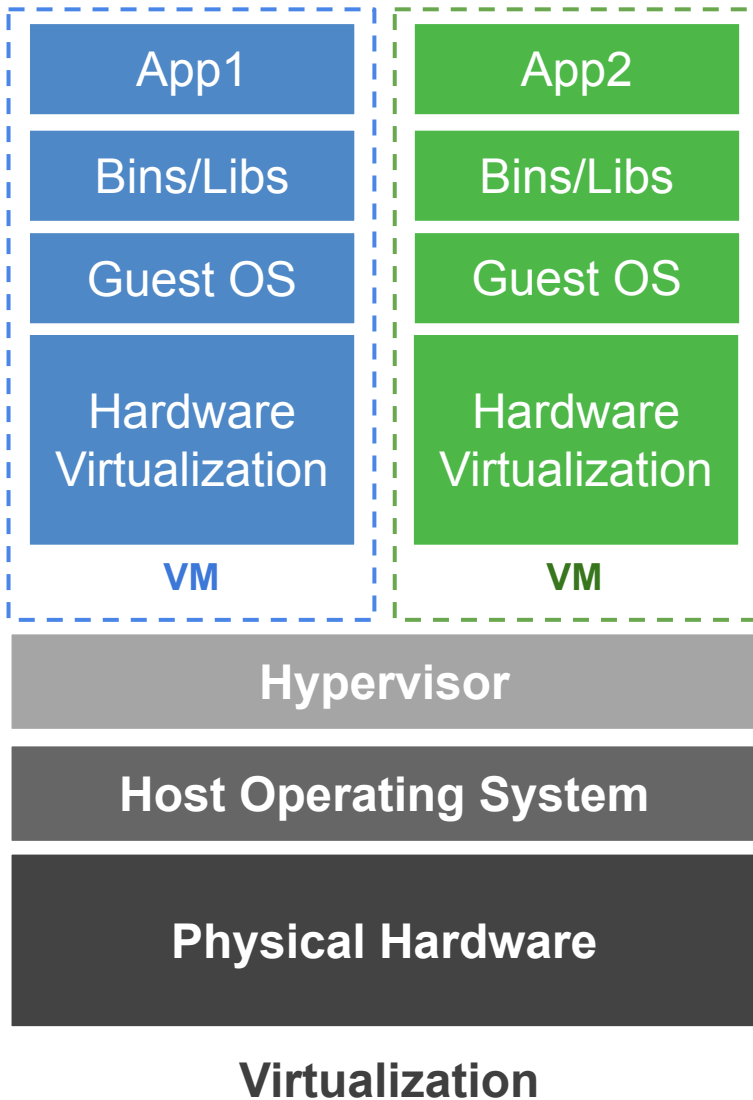 App1
Bins/Libs
Guest OS
Hardware
Virtualization
VM
App2
Bins/Libs
Guest OS
Hardware
Virtualization
VM
Hypervisor
Host Operating System
Physical Hardware
Virtualization